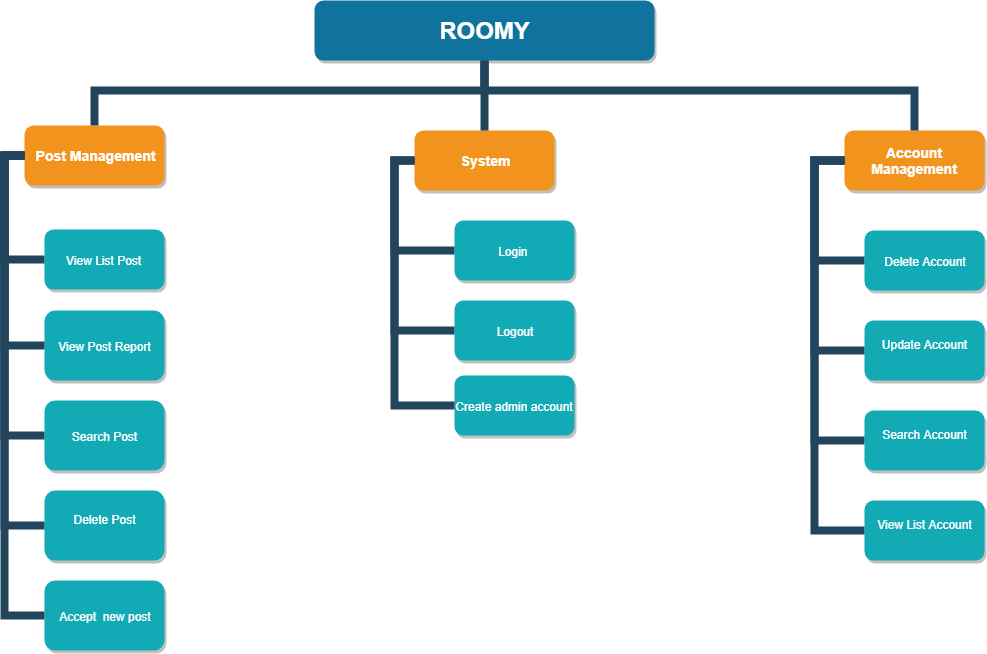 ROOMY
Post Management
View List Post
View Post Report
Search Post
Delete Post
Accept  new post
System
Login
Logout
Create admin account
Account
Management
Delete Account
Update Account
Search Account
View List Account